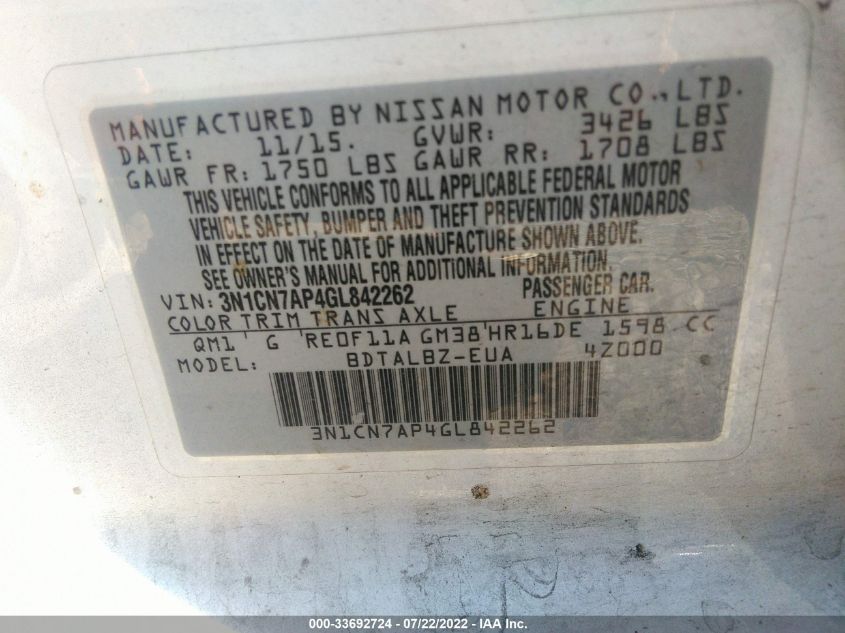 MANUFACTURED BY NISSAN MOTOR CO., LTD.
DATE: 11/15. GVWR: 3426 LBS
GAWR FR: 1750 LBS GAWR RR: 1708 LBS
THIS VEHICLE CONFORMS TO ALL APPLICABLE FEDERAL MOTOR
VEHICLE SAFETY, BUMPER AND THEFT PREVENTION STANDARDS
IN EFFECT ON THE DATE OF MANUFACTURE SHOWN ABOVE.
SEE OWNER'S MANUAL FOR ADDITIONAL INFORMATION.
VIN: 3N1CN7AP4GL842262 PASSENGER CAR.
COLOR TRIM TRANS AXLE ENGINE
QM1 G RE0F11A GM38 HR16DE 1598 CC
MODEL: BDTALBZ-EUA 4Z000
3N1CN7AP4GL842262
000-33692724 - 07/22/2022 - IAA Inc.